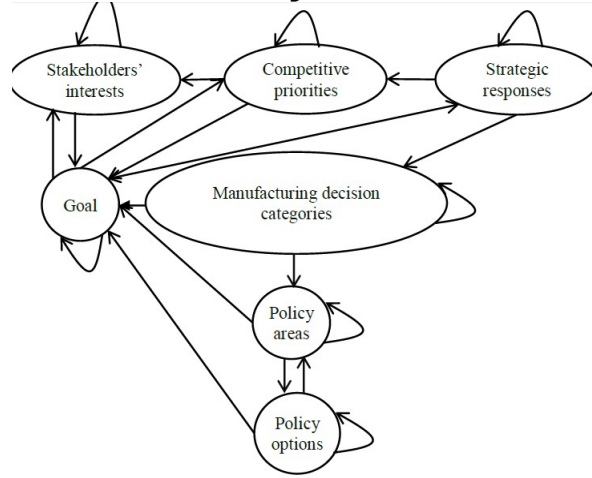 Stakeholders'
interests
Competitive
priorities
Strategic
responses
Goal
Manufacturing decision
categories
Policy
areas
Policy
options